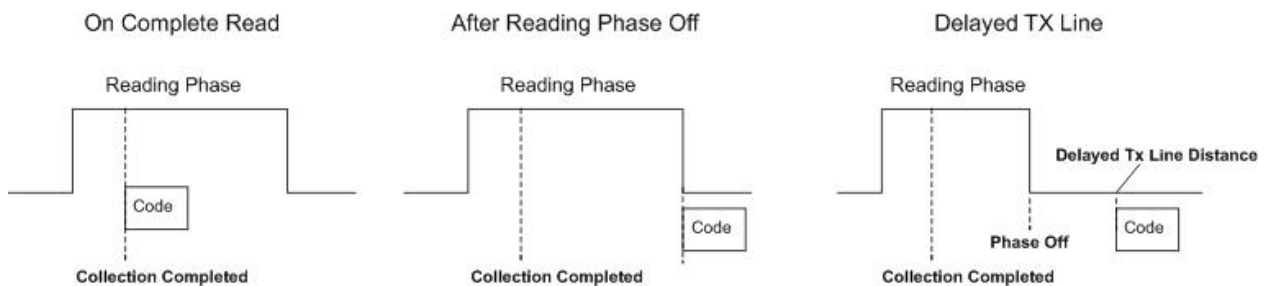 On Complete Read
Reading Phase
Code
Collection Completed
After Reading Phase Off
Reading Phase
Code
Collection Completed
Delayed TX Line
Reading Phase
Delayed Tx Line Distance
Code
Phase Off
Collection Completed